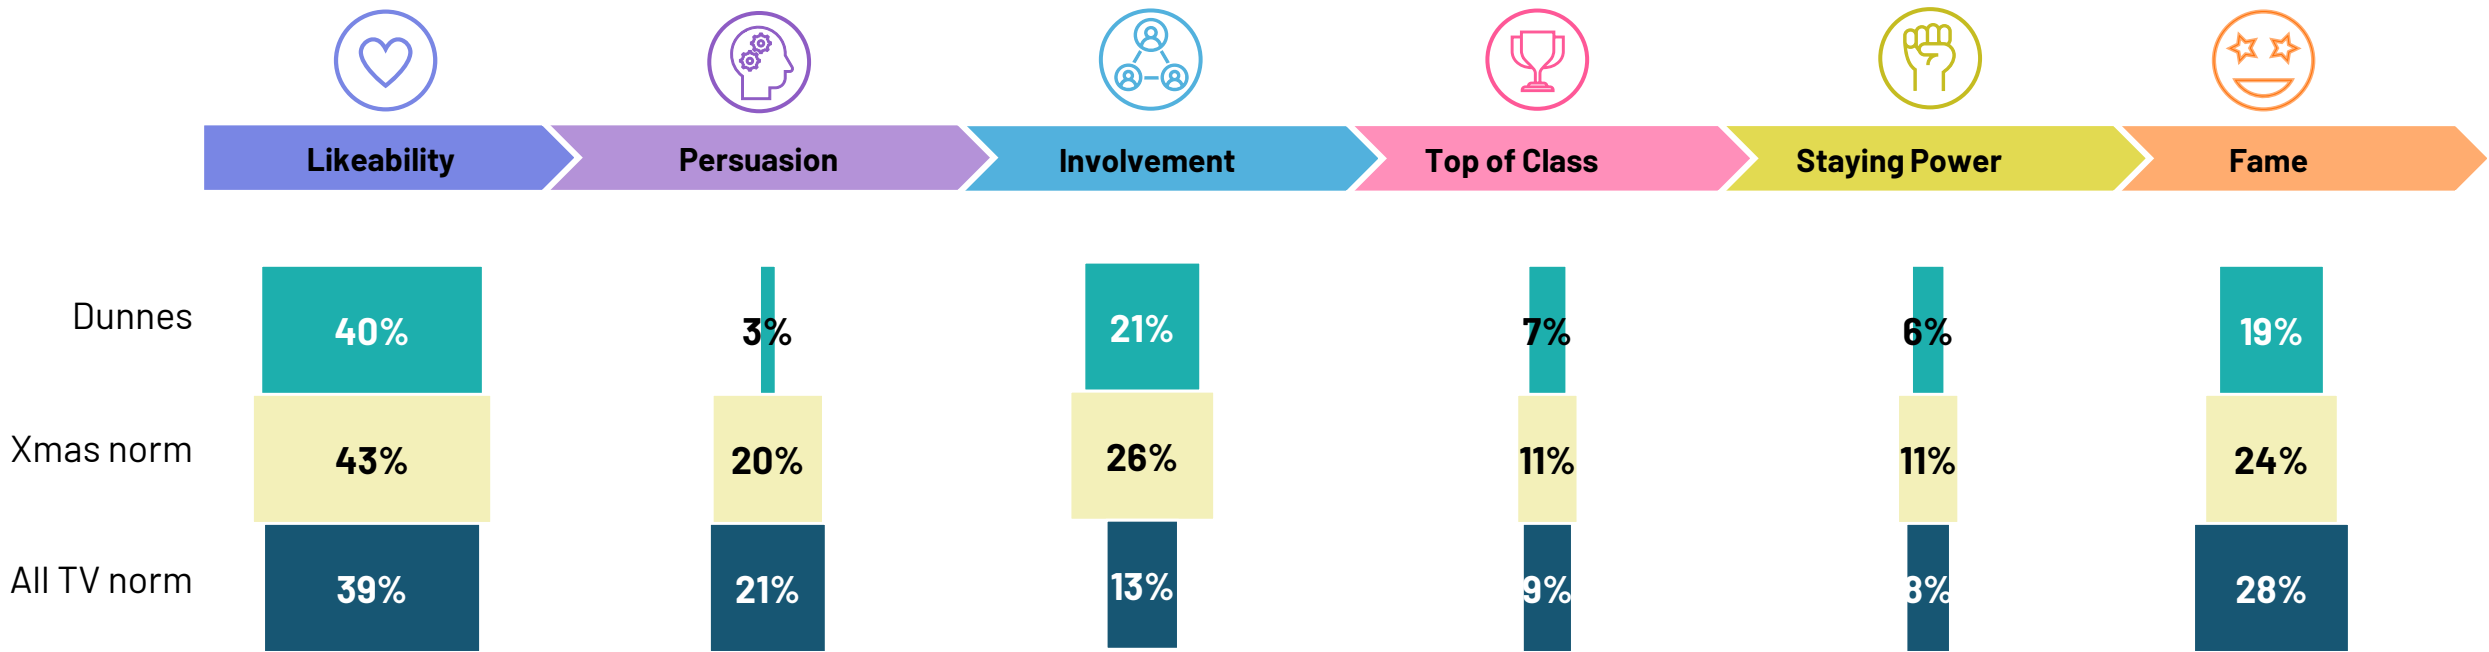 Likeability Persuasion Involvement Top of Class Staying Power Fame
Dunnes 40% 3% 21% 7% 6% 19%
Xmas norm 43% 20% 26% 11% 11% 24%
All TV norm 39% 21% 13% 9% 8% 28%